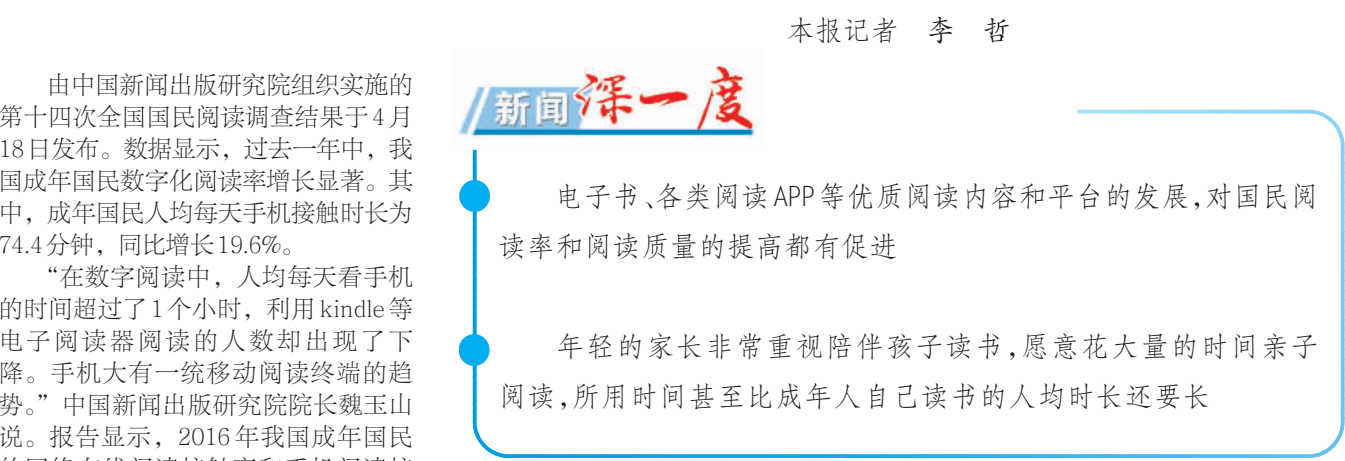 本报记者 李 哲
由中国新闻出版研究院组织实施的
第十四次全国国民阅读调查结果于4月
18日发布。数据显示，过去一年中，我
国成年国民数字化阅读率增长显著。其
中，成年国民人均每天手机接触时长为
74.4分钟，同比增长19.6%。
“在数字阅读中，人均每天看手机
的时间超过了1个小时，利用kindle等
电子阅读器阅读的人数却出现了下
降。手机大有一统移动阅读终端的趋
势。”中国新闻出版研究院院长魏玉山
说。报告显示，2016年我国成年国民
新闻深一度
电子书、各类阅读APP等优质阅读内容和平台的发展，对国民阅
读率和阅读质量的提高都有促进
年轻的家长非常重视陪伴孩子读书，愿意花大量的时间亲子
阅读，所用时间甚至比成年人自己读书的人均时长还要长